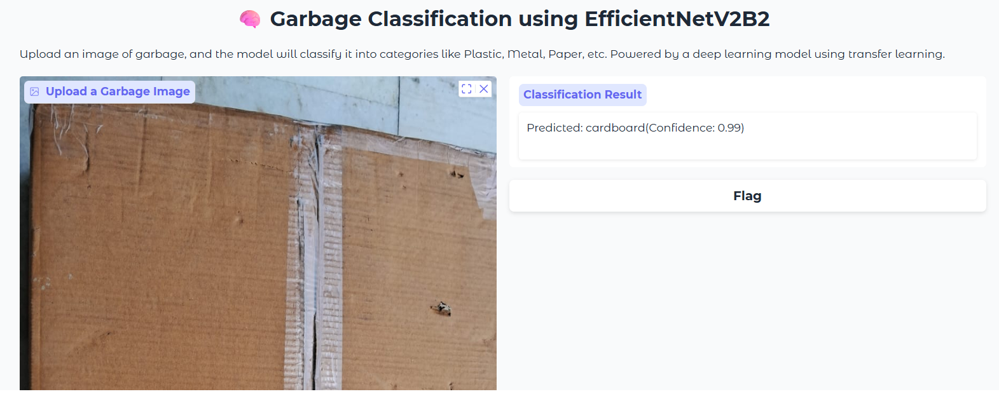 🧠 Garbage Classification using EfficientNetV2B2
Upload an image of garbage, and the model will classify it into categories like Plastic, Metal, Paper, etc. Powered by a deep learning model using transfer learning.
Upload a Garbage Image
Classification Result
Predicted: cardboard(Confidence: 0.99)
Flag